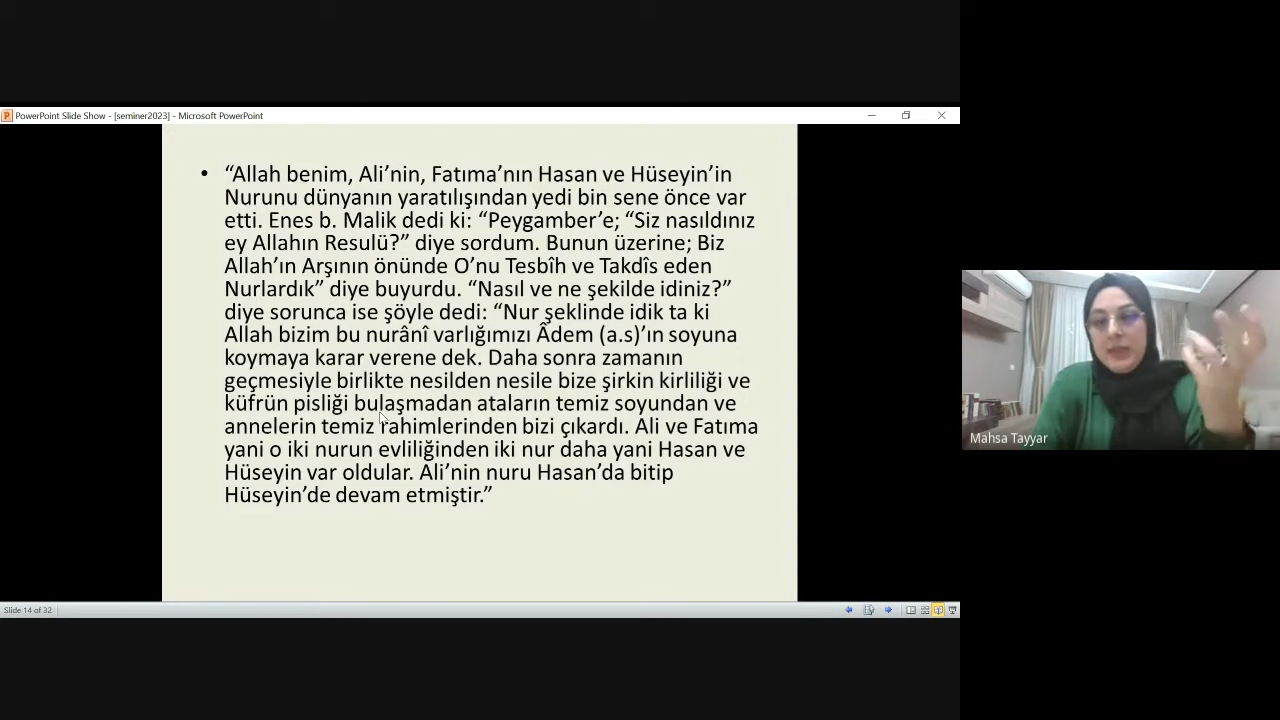 PowerPoint Slide Show - [seminer2023] - Microsoft PowerPoint
• “Allah benim, Ali’nin, Fatıma’nın Hasan ve Hüseyin’in
Nurunu dünyanın yaratılışından yedi bin sene önce var
etti. Enes b. Malik dedi ki: “Peygamber’e; “Siz nasıldınız
ey Allahın Resulü?” diye sordum. Bunun üzerine; Biz
Allah’ın Arşının önünde O’nu Tesbîh ve Takdîs eden
Nurlardık” diye buyurdu. “Nasıl ve ne şekilde idiniz?”
diye sorunca ise şöyle dedi: “Nur şeklinde idik ta ki
Allah bizim bu nurânî varlığımızı Âdem (a.s)’ın soyuna
koymaya karar verene dek. Daha sonra zamanın
geçmesiyle birlikte nesilden nesile bize şirkin kirliliği ve
küfrün pisliği bulaşmadan ataların temiz soyundan ve
annelerin temiz rahimlerinden bizi çıkardı. Ali ve Fatıma
yani o iki nurun evliliğinden iki nur daha yani Hasan ve
Hüseyin var oldular. Ali’nin nuru Hasan’da bitip
Hüseyin’de devam etmiştir.”
Mahsa Tayyar
Slide 14 of 32